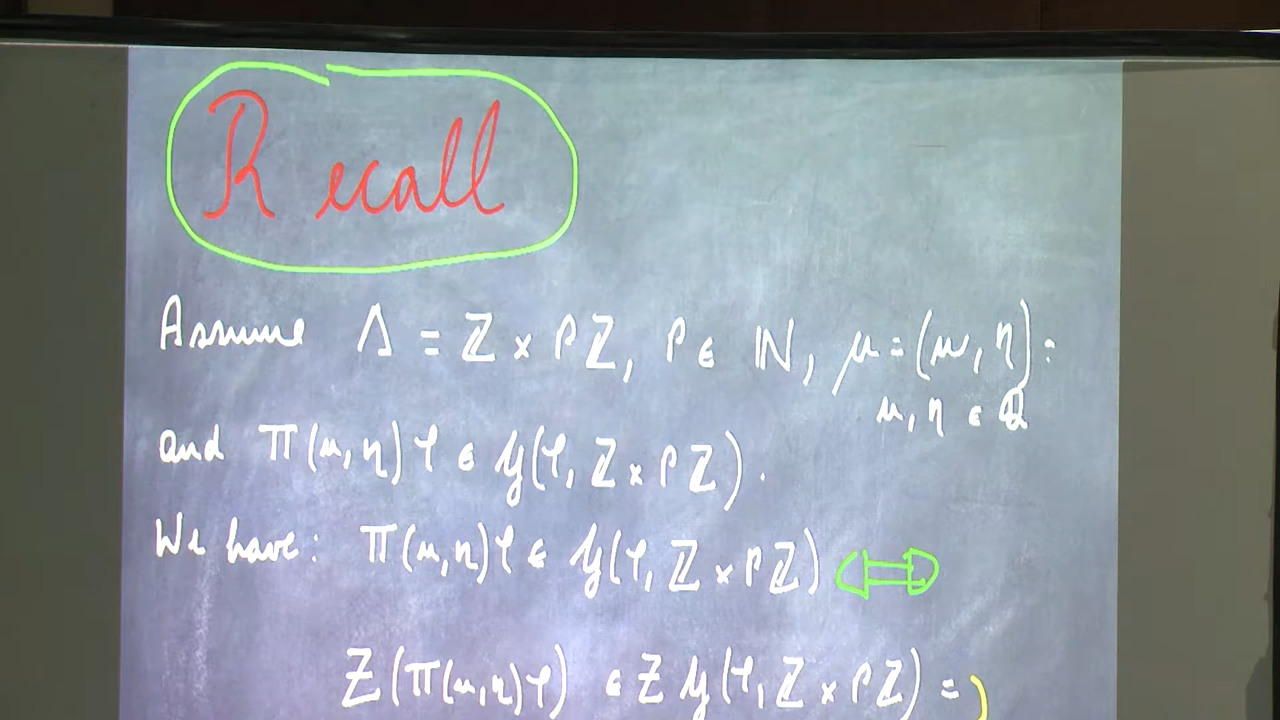 Recall
Assume Λ = ℤ × Pℤ, P ∈ ℕ, μ = (u, η) :
u, η ∈ ℚ
and π(u, η)φ ∈ 𝒢(φ, ℤ × Pℤ).
We have: π(u, η)φ ∈ 𝒢(φ, ℤ × Pℤ) ⟺
Z(π(u, η)φ) ∈ Z𝒢(φ, ℤ × Pℤ) =